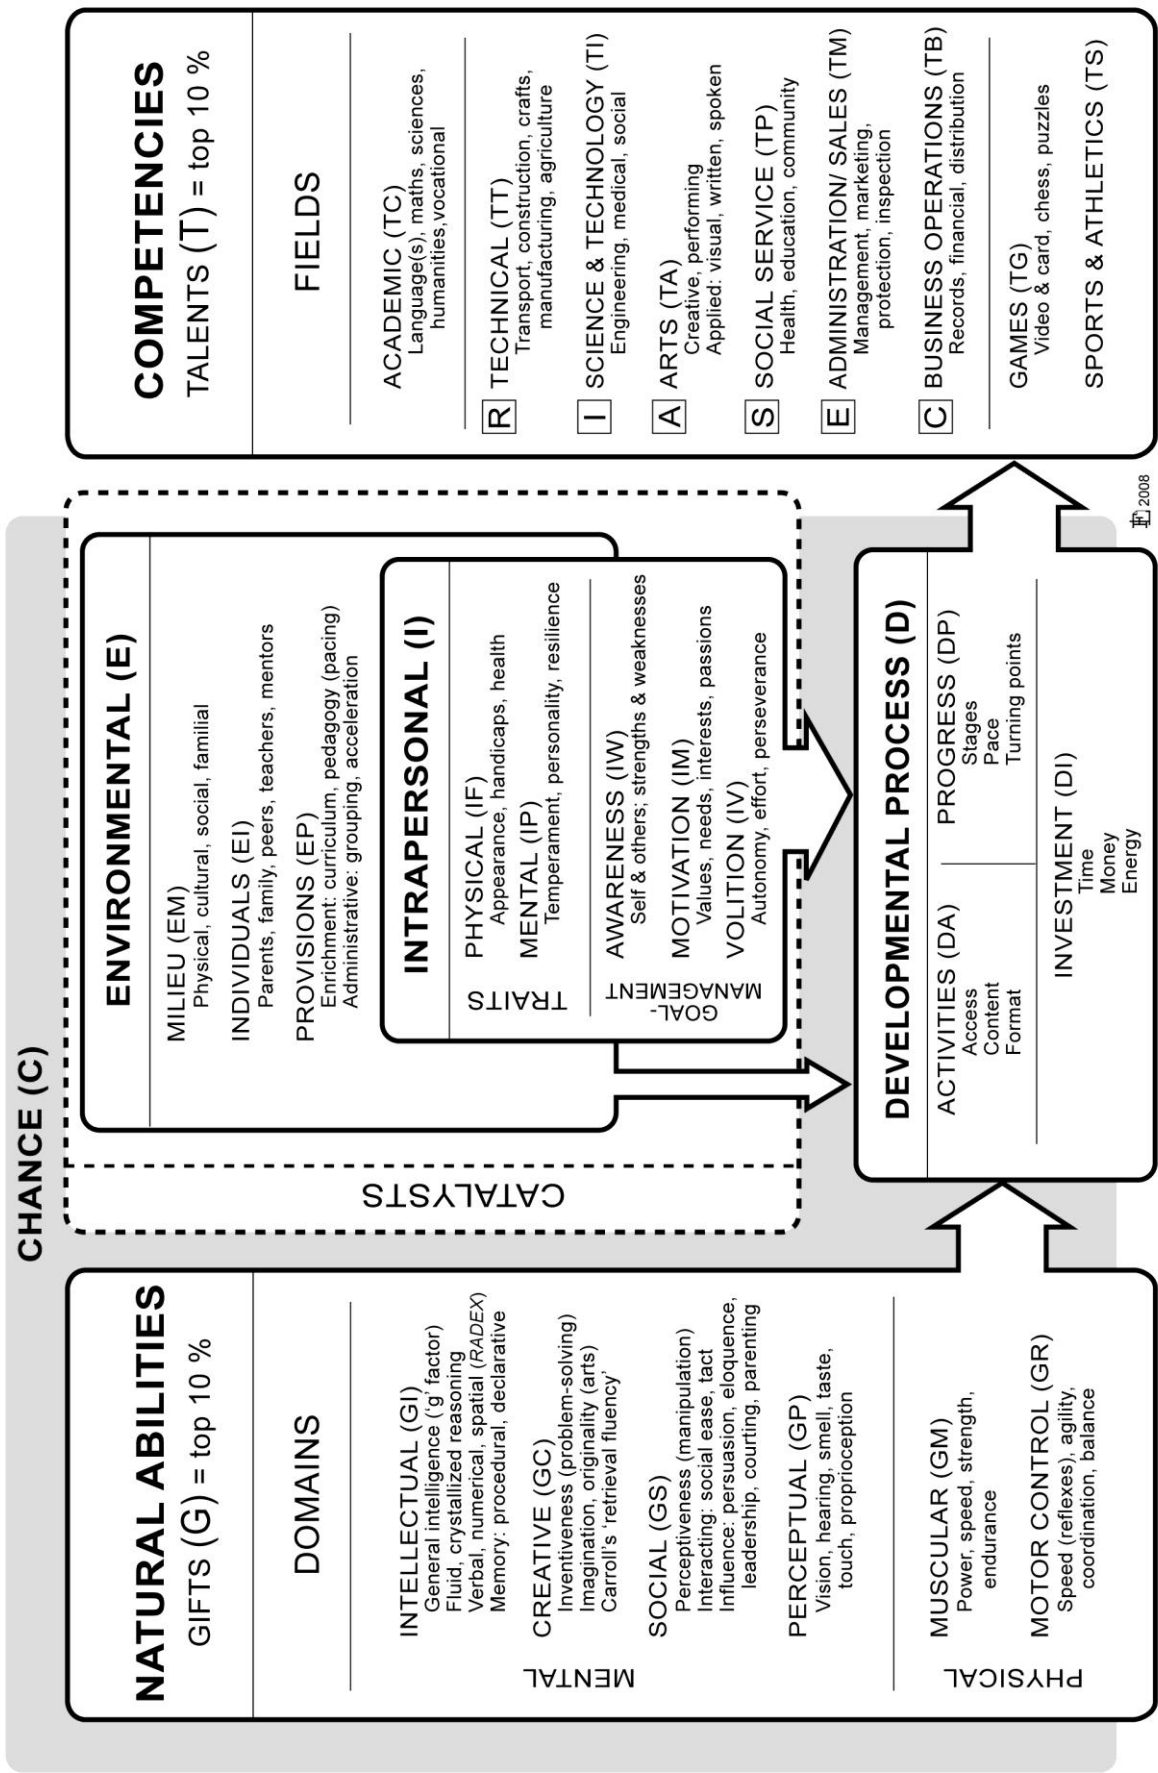 CHANCE (C)
NATURAL ABILITIES
GIFTS (G) = top 10 %
DOMAINS
MENTAL
INTELLECTUAL (GI)
General intelligence (‘g’ factor)
Fluid, crystallized reasoning
Verbal, numerical, spatial (RADEX)
Memory: procedural, declarative
CREATIVE (GC)
Inventiveness (problem-solving)
Imagination, originality (arts)
Carroll's ‘retrieval fluency’
SOCIAL (GS)
Perceptiveness (manipulation)
Interacting: social ease, tact
Influence: persuasion, eloquence,
leadership, courting, parenting
PERCEPTUAL (GP)
Vision, hearing, smell, taste,
touch, proprioception
PHYSICAL
MUSCULAR (GM)
Power, speed, strength,
endurance
MOTOR CONTROL (GR)
Speed (reflexes), agility,
coordination, balance
CATALYSTS
ENVIRONMENTAL (E)
MILIEU (EM)
Physical, cultural, social, familial
INDIVIDUALS (EI)
Parents, family, peers, teachers, mentors
PROVISIONS (EP)
Enrichment: curriculum, pedagogy (pacing)
Administrative: grouping, acceleration
INTRAPERSONAL (I)
TRAITS
PHYSICAL (IF)
Appearance, handicaps, health
MENTAL (IP)
Temperament, personality, resilience
GOAL-
MANAGEMENT
AWARENESS (IW)
Self & others; strengths & weaknesses
MOTIVATION (IM)
Values, needs, interests, passions
VOLITION (IV)
Autonomy, effort, perseverance
DEVELOPMENTAL PROCESS (D)
ACTIVITIES (DA)
Access
Content
Format
PROGRESS (DP)
Stages
Pace
Turning points
INVESTMENT (DI)
Time
Money
Energy
COMPETENCIES
TALENTS (T) = top 10 %
FIELDS
ACADEMIC (TC)
Language(s), maths, sciences,
humanities,vocational
R TECHNICAL (TT)
Transport, construction, crafts,
manufacturing, agriculture
I SCIENCE & TECHNOLOGY (TI)
Engineering, medical, social
A ARTS (TA)
Creative, performing
Applied: visual, written, spoken
S SOCIAL SERVICE (TP)
Health, education, community
E ADMINISTRATION/ SALES (TM)
Management, marketing,
protection, inspection
C BUSINESS OPERATIONS (TB)
Records, financial, distribution
GAMES (TG)
Video & card, chess, puzzles
SPORTS & ATHLETICS (TS)
2008